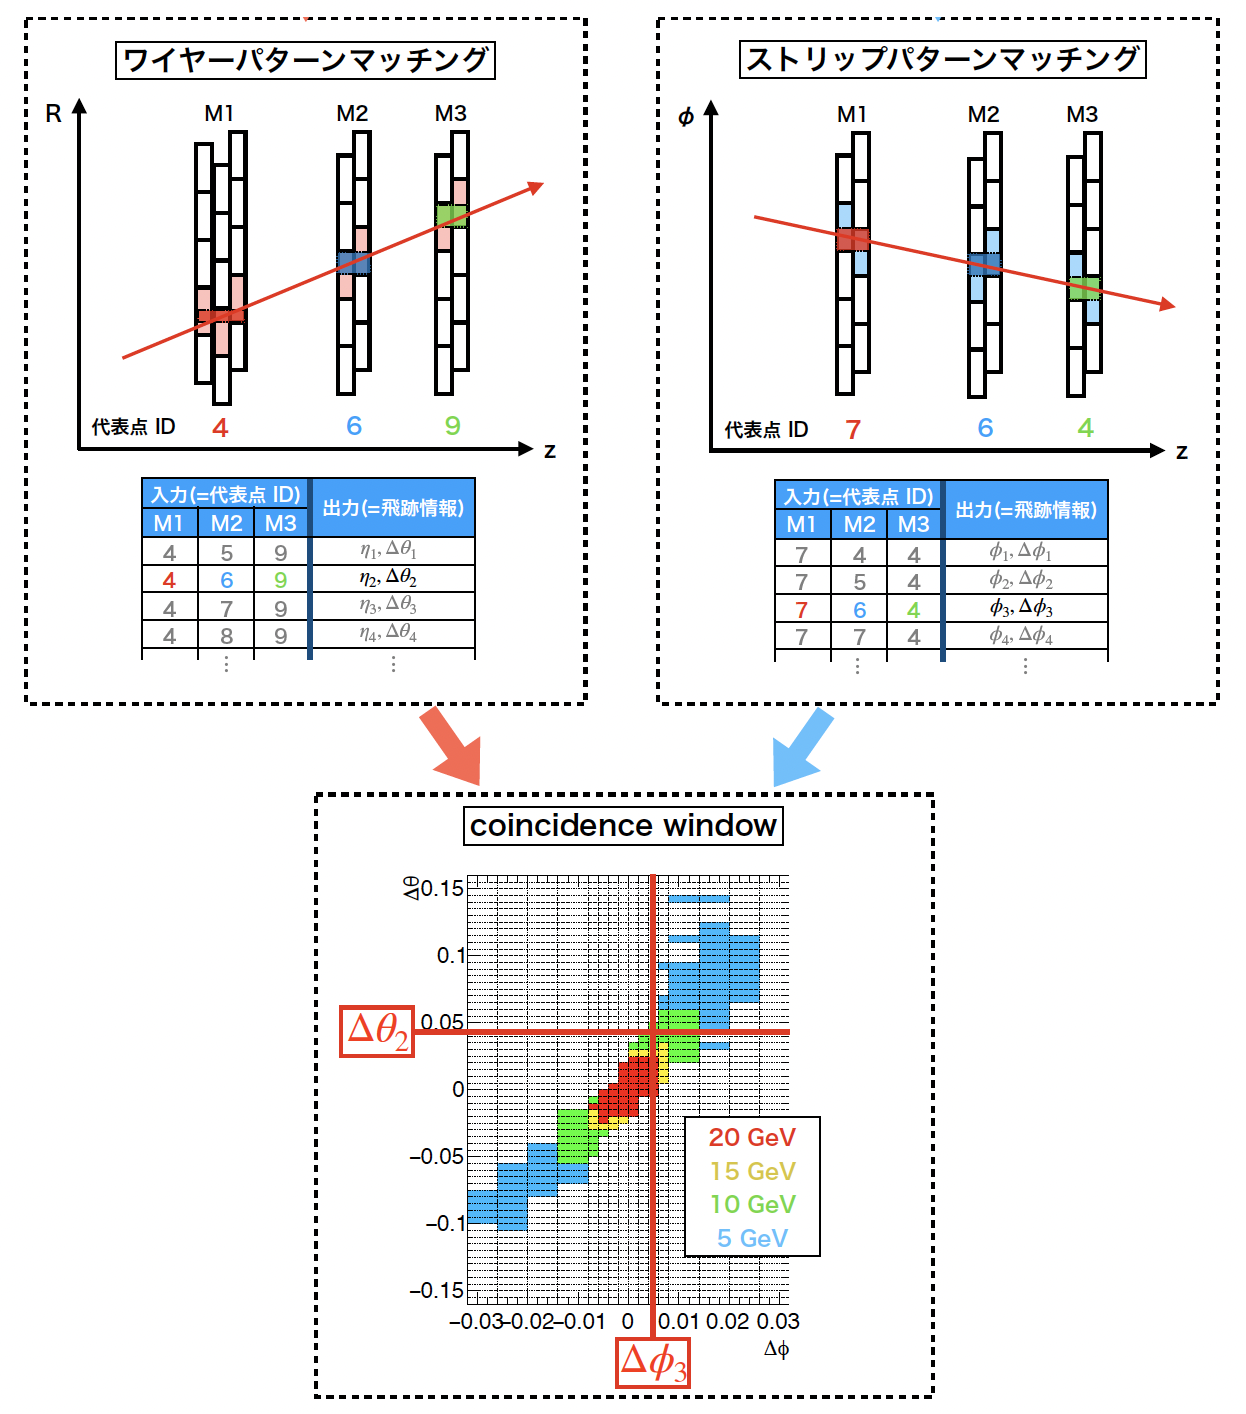 ワイヤーパターンマッチング
R
M1 M2 M3
代表点 ID 4 6 9
z
入力(=代表点 ID) 出力(=飛跡情報)
M1 M2 M3
4 5 9 η₁, Δθ₁
4 6 9 η₂, Δθ₂
4 7 9 η₃, Δθ₃
4 8 9 η₄, Δθ₄
⋮ ⋮
ストリップパターンマッチング
ϕ
M1 M2 M3
代表点 ID 7 6 4
z
入力(=代表点 ID) 出力(=飛跡情報)
M1 M2 M3
7 4 4 ϕ₁, Δϕ₁
7 5 4 ϕ₂, Δϕ₂
7 6 4 ϕ₃, Δϕ₃
7 7 4 ϕ₄, Δϕ₄
⋮ ⋮
coincidence window
Δθ
0.15
0.1
0.05
Δθ₂
0
−0.05
−0.1
−0.15
20 GeV
15 GeV
10 GeV
5 GeV
−0.03 −0.02 −0.01 0 0.01 0.02 0.03
Δϕ
Δϕ₃